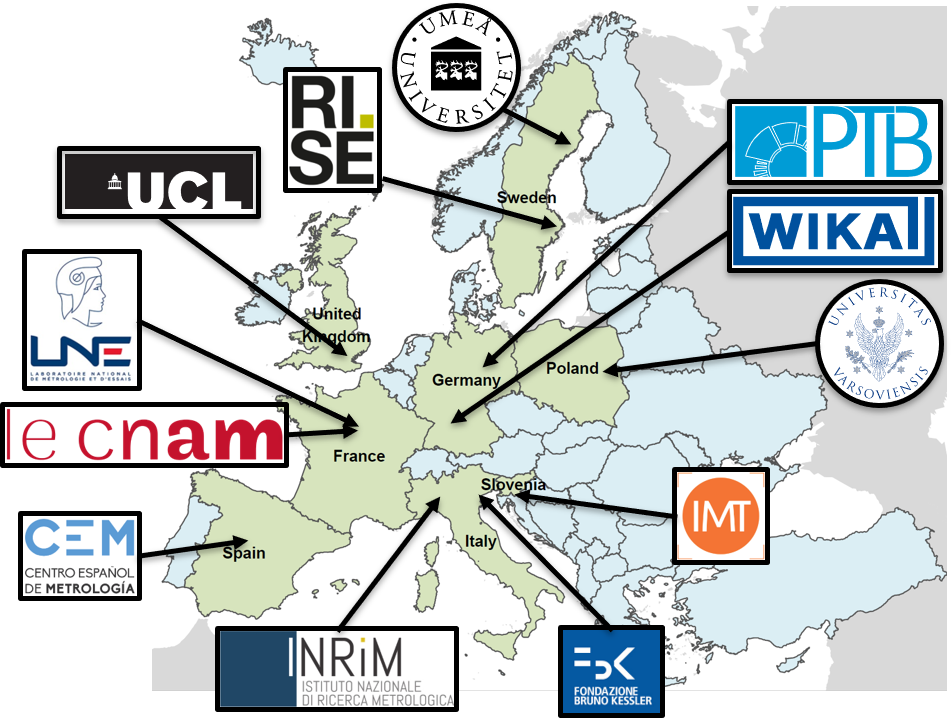 UMEÅ
UNIVERSITET
RI.
SE
PTB
UCL
Sweden
WIKAI
UNIVERSITAS
VARSOVIENSIS
United
Kingdom
LNE
LABORATOIRE NATIONAL
DE MÉTROLOGIE ET D'ESSAIS
Germany
Poland
le cnam
France
Slovenia
IMT
CEM
CENTRO ESPAÑOL
DE METROLOGÍA
Spain
Italy
INRiM
ISTITUTO NAZIONALE
DI RICERCA METROLOGICA
FBK
FONDAZIONE
BRUNO KESSLER